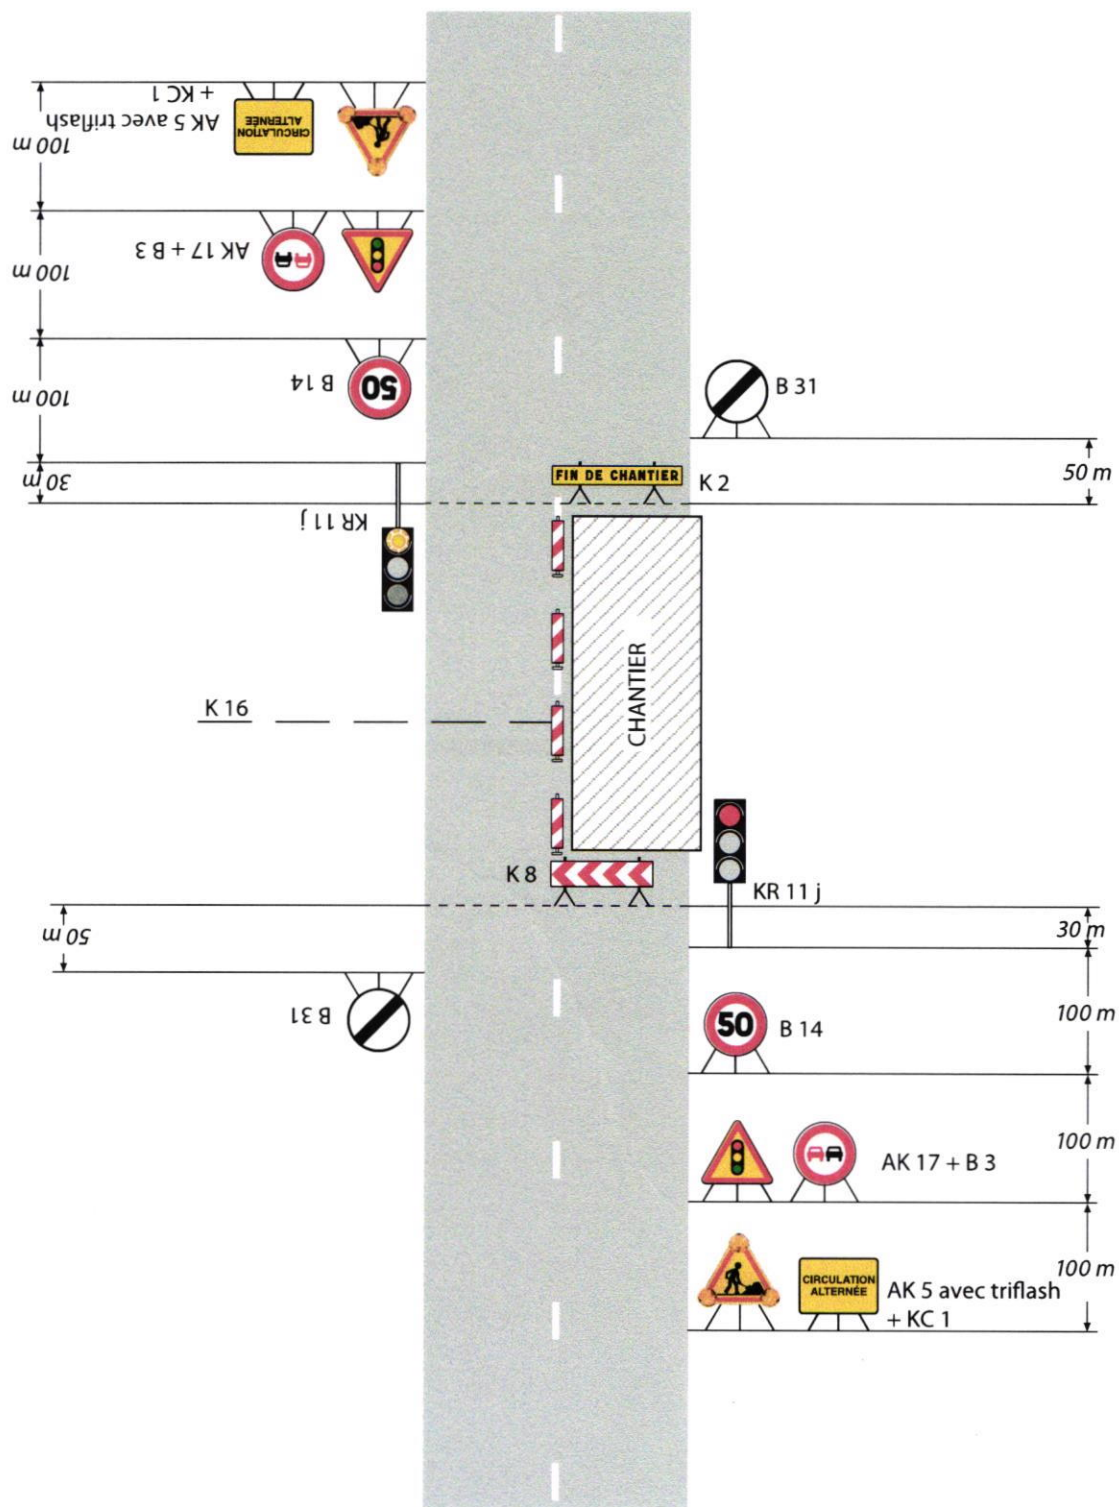 + KC 1
AK 5 avec triflash
CIRCULATION
ALTERNÉE
100 m
AK 17 + B 3
100 m
B 14
50
100 m
B 31
30 m
FIN DE CHANTIER
K 2
50 m
KR 11 j
CHANTIER
K 16
K 8
KR 11 j
50 m
30 m
B 31
50
B 14
100 m
AK 17 + B 3
100 m
CIRCULATION
ALTERNÉE
AK 5 avec triflash
+ KC 1
100 m